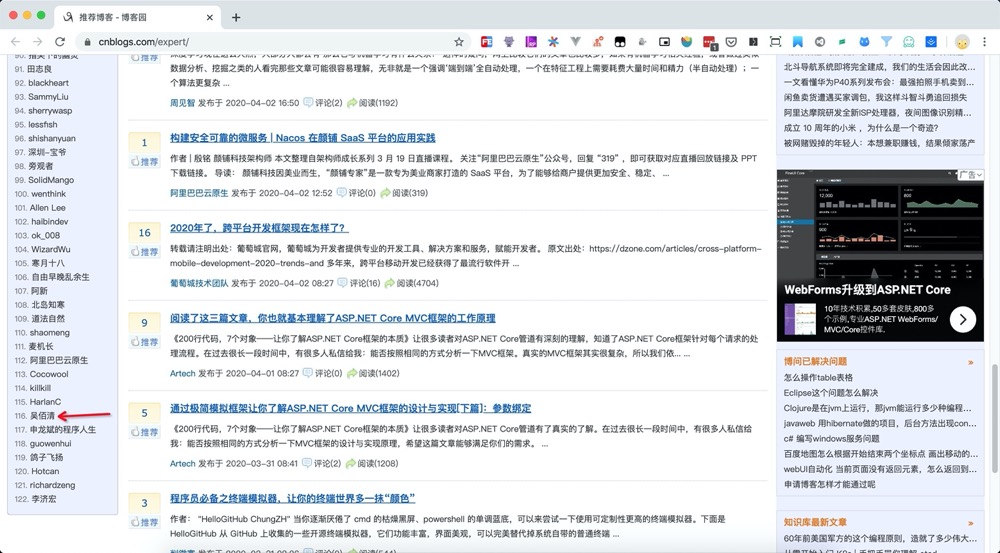 推荐博客 - 博客园
cnblogs.com/expert/
91. 田志良
92. blackheart
93. SammyLiu
94. sherrywasp
95. lessfish
96. shishanyuan
97. 深圳-宝爷
98. 旁观者
99. SolidMango
100. wenthink
101. Allen Lee
102. haibindev
103. ok_008
104. WizardWu
105. 寒月十八
106. 自由早晚乱余生
107. 阿新
108. 北岛知寒
109. 道法自然
110. shaomeng
111. 麦机长
112. 阿里巴巴云原生
113. Cocowool
114. killkill
115. HarlanC
116. 吴佰清
117. 申龙斌的程序人生
118. guowenhui
119. 鸽子飞扬
120. Hotcan
121. richardzeng
122. 李济宏
推荐
数据分析、挖掘之类的人看完那些文章可能很容易理解，无非就是一个强调“端到端”全自动处理，一个在特征工程上需要耗费大量时间和精力（半自动处理）；一
个算法更复杂 ...
周见智 发布于 2020-04-02 16:50 评论(2) 阅读(1192)
1
推荐
构建安全可靠的微服务 | Nacos 在颜铺 SaaS 平台的应用实践
作者 | 殷铭 颜铺科技架构师 本文整理自架构师成长系列 3 月 19 日直播课程。 关注“阿里巴巴云原生”公众号，回复 “319” ，即可获取对应直播回放链接及 PPT
下载链接。 导读： 颜铺科技因美业而生，“颜铺专家”是一款专为美业商家打造的 SaaS 平台，为了能够给商户提供更加安全、稳定、 ...
阿里巴巴云原生 发布于 2020-04-02 12:52 评论(0) 阅读(319)
16
推荐
2020年了，跨平台开发框架现在怎样了？
转载请注明出处：葡萄城官网，葡萄城为开发者提供专业的开发工具、解决方案和服务，赋能开发者。 原文出处：https://dzone.com/articles/cross-platform-
mobile-development-2020-trends-and 多年来，跨平台移动开发已经获得了最流行软件开 ...
葡萄城技术团队 发布于 2020-04-02 08:27 评论(16) 阅读(4704)
9
推荐
阅读了这三篇文章，你也就基本理解了ASP.NET Core MVC框架的工作原理
《200行代码，7个对象——让你了解ASP.NET Core框架的本质》让很多读者对ASP.NET Core管道有深刻的理解，知道了ASP.NET Core框架针对每个请求的处
理流程。在过去很长一段时间中，有很多人私信给我：能否按照相同的方式分析一下MVC框架。真实的MVC框架其实很复杂，所以我们依... ...
Artech 发布于 2020-04-01 08:27 评论(0) 阅读(1402)
5
推荐
通过极简模拟框架让你了解ASP.NET Core MVC框架的设计与实现[下篇]：参数绑定
《200行代码，7个对象——让你了解ASP.NET Core框架的本质》让很多读者对ASP.NET Core管道有了真实的了解。在过去很长一段时间中，有很多人私信给
我：能否按照相同的方式分析一下MVC框架的设计与实现原理，希望这篇文章能够满足你们的需求。 ...
Artech 发布于 2020-03-31 08:41 评论(2) 阅读(1208)
3
推荐
程序员必备之终端模拟器，让你的终端世界多一抹“颜色”
作者： "HelloGitHub ChungZH" 当你逐渐厌倦了 cmd 的枯燥黑屏、powershell 的单调蓝底，可以来尝试一下使用可定制性更高的终端模拟器。下面是
HelloGitHub 从 GitHub 上收集的一些开源终端模拟器，它们功能丰富，界面美观，可以完美替代掉系统自带的普通终端 ...
北斗导航系统即将完全建成，我们的生活会因此改...
一文看懂华为P40系列发布会：最强拍照手机卖到...
闲鱼卖货遭遇买家调包，我这样斗智斗勇追回损失
阿里达摩院研发全新ISP处理器，夜间图像识别精...
成立 10 周年的小米 ，为什么是一个奇迹？
被网赌毁掉的年轻人：本想兼职赚钱，结果倾家荡产
广告
WebForms升级到ASP.NET Core
10年技术积累,50多套皮肤,800多
个示例,专业ASP.NET WebForms/
MVC/Core控件库.
博问已解决问题 »
怎么操作table表格
Eclipse这个问题怎么解决
Clojure是在jvm上运行，那jvm能运行多少种编程...
javaweb 用hibernate做的项目，后台方法出现con...
c# 编写windows服务问题
百度地图怎么根据开始结束两个坐标点 画出移动的...
webUI自动化 当前页面没有返回元素，怎么返回到...
申请博客怎样才能通过呢
知识库最新文章 »
60年前美国军方的这个编程原则，造就了多少伟大...